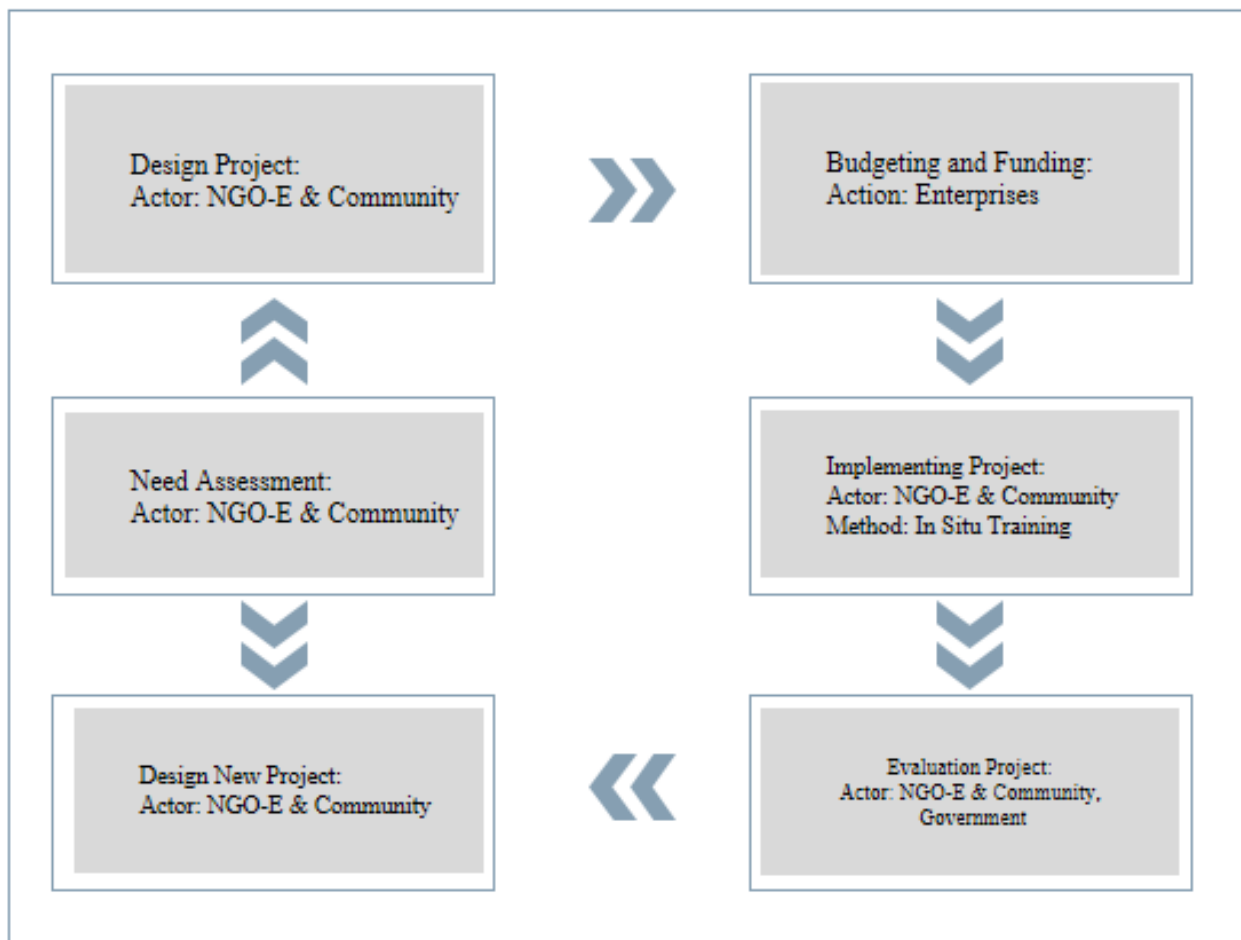 Design Project:
Actor: NGO-E & Community
Budgeting and Funding:
Action: Enterprises
Need Assessment:
Actor: NGO-E & Community
Implementing Project:
Actor: NGO-E & Community
Method: In Situ Training
Design New Project:
Actor: NGO-E & Community
Evaluation Project:
Actor: NGO-E & Community,
Government